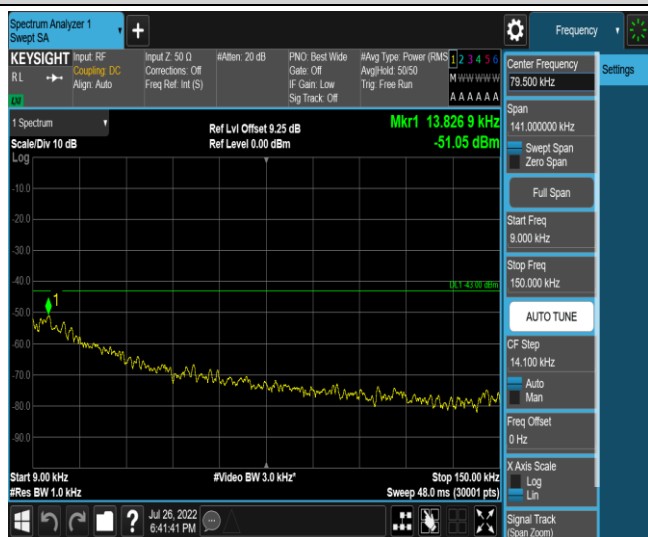 Spectrum Analyzer 1
Swept SA
+
Frequency
KEYSIGHT
RL
LXI
Input: RF
Coupling: DC
Align: Auto
Input Z: 50 Ω
Corrections: Off
Freq Ref: Int (S)
#Atten: 20 dB
PNO: Best Wide
Gate: Off
IF Gain: Low
Sig Track: Off
#Avg Type: Power (RMS
Avg|Hold: 50/50
Trig: Free Run
1 2 3 4 5 6
M W W W W W
A A A A A A
1 Spectrum
Scale/Div 10 dB
Ref Lvl Offset 9.25 dB
Ref Level 0.00 dBm
Mkr1 13.826 9 kHz
-51.05 dBm
Log
-10.0
-20.0
-30.0
-40.0
-50.0
-60.0
-70.0
-80.0
-90.0
DL1 -43.00 dBm
1
Start 9.00 kHz
#Res BW 1.0 kHz
#Video BW 3.0 kHz*
Stop 150.00 kHz
Sweep 48.0 ms (30001 pts)
Jul 26, 2022
6:41:41 PM
?
Center Frequency
79.500 kHz
Span
141.000000 kHz
Swept Span
Zero Span
Full Span
Start Freq
9.000 kHz
Stop Freq
150.000 kHz
AUTO TUNE
CF Step
14.100 kHz
Auto
Man
Freq Offset
0 Hz
X Axis Scale
Log
Lin
Signal Track
(Span Zoom)
Settings